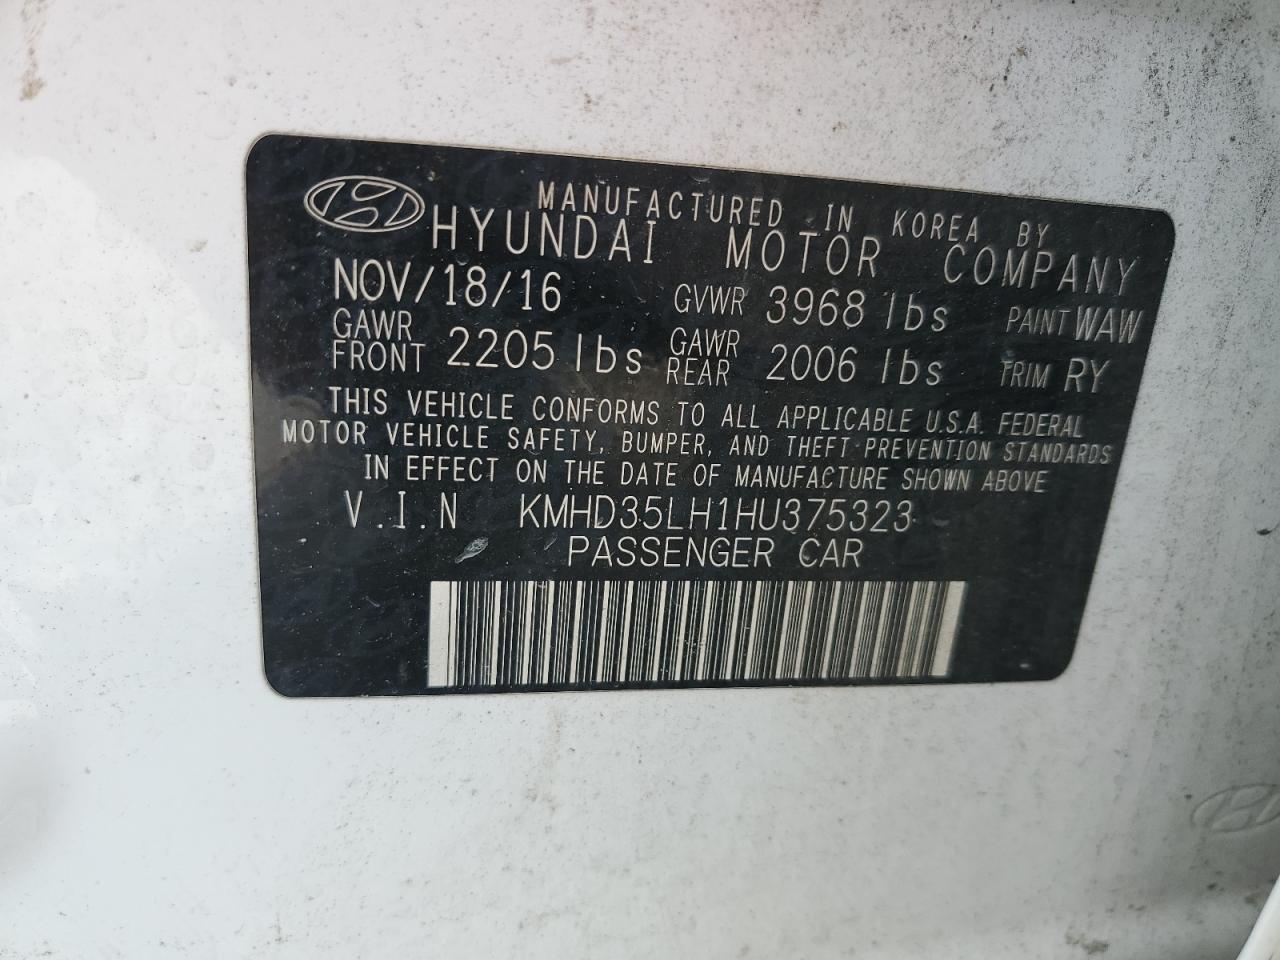 MANUFACTURED IN KOREA BY
HYUNDAI MOTOR COMPANY
NOV/18/16 GVWR 3968 lbs PAINT WAW
GAWR FRONT 2205 lbs GAWR REAR 2006 lbs TRIM RY
THIS VEHICLE CONFORMS TO ALL APPLICABLE U.S.A. FEDERAL
MOTOR VEHICLE SAFETY, BUMPER, AND THEFT PREVENTION STANDARDS
IN EFFECT ON THE DATE OF MANUFACTURE SHOWN ABOVE
V.I.N KMHD35LH1HU375323
PASSENGER CAR